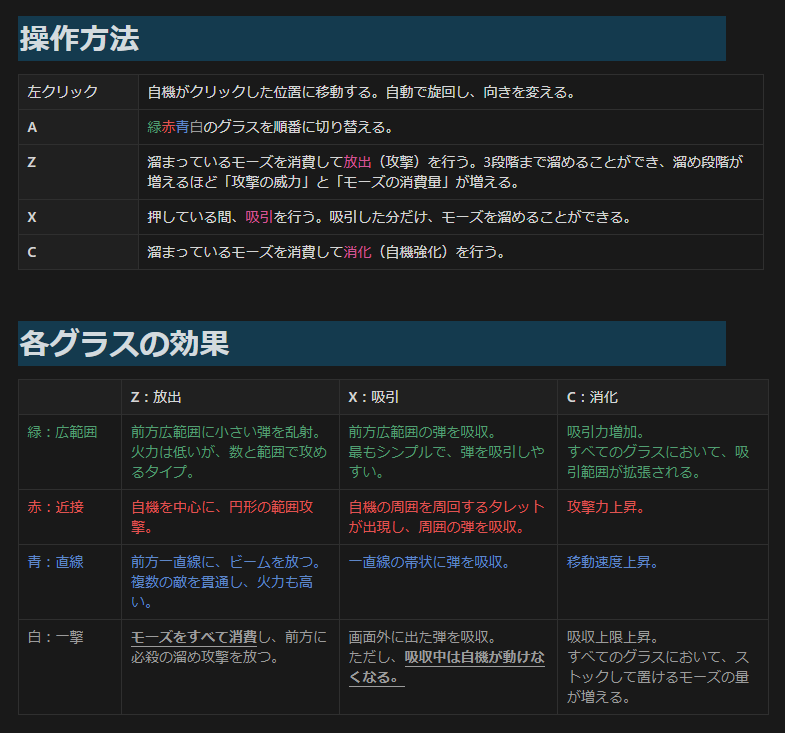 操作方法
左クリック
自機がクリックした位置に移動する。自動で旋回し、向きを変える。
A
緑赤青白のグラスを順番に切り替える。
Z
溜まっているモーズを消費して放出（攻撃）を行う。3段階まで溜めることができ、溜め段階が
増えるほど「攻撃の威力」と「モーズの消費量」が増える。
X
押している間、吸引を行う。吸引した分だけ、モーズを溜めることができる。
C
溜まっているモーズを消費して消化（自機強化）を行う。
各グラスの効果
Z：放出
X：吸引
C：消化
緑：広範囲
前方広範囲に小さい弾を乱射。
火力は低いが、数と範囲で攻め
るタイプ。
前方広範囲の弾を吸収。
最もシンプルで、弾を吸引しや
すい。
吸引力増加。
すべてのグラスにおいて、吸
引範囲が拡張される。
赤：近接
自機を中心に、円形の範囲攻
撃。
自機の周囲を周回するタレット
が出現し、周囲の弾を吸収。
攻撃力上昇。
青：直線
前方一直線に、ビームを放つ。
複数の敵を貫通し、火力も高
い。
一直線の帯状に弾を吸収。
移動速度上昇。
白：一撃
モーズをすべて消費し、前方に
必殺の溜め攻撃を放つ。
画面外に出た弾を吸収。
ただし、吸収中は自機が動けな
くなる。
吸収上限上昇。
すべてのグラスにおいて、ス
トックして置けるモーズの量
が増える。